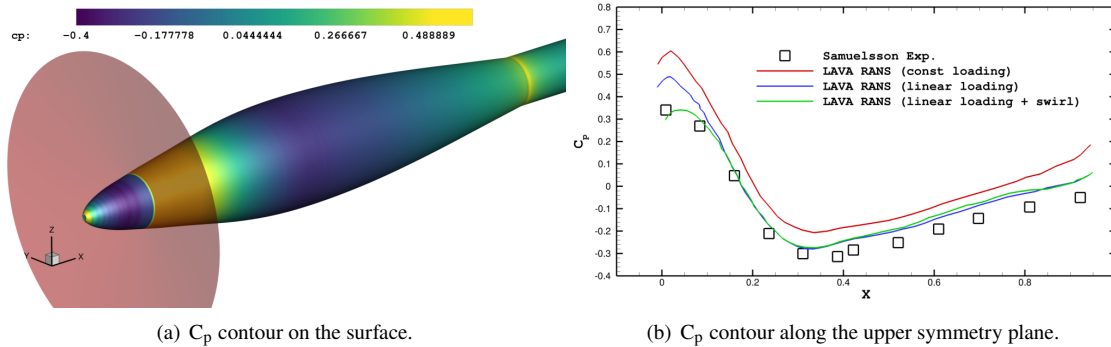 cp: -0.4 -0.177778 0.0444444 0.266667 0.488889
Z
Y
X
(a) Cp contour on the surface.
0.8
0.7
0.6
0.5
0.4
0.3
0.2
0.1
0
-0.1
-0.2
-0.3
-0.4
Cp
Samuelsson Exp.
LAVA RANS (const loading)
LAVA RANS (linear loading)
LAVA RANS (linear loading + swirl)
0 0.2 0.4 0.6 0.8
X
(b) Cp contour along the upper symmetry plane.